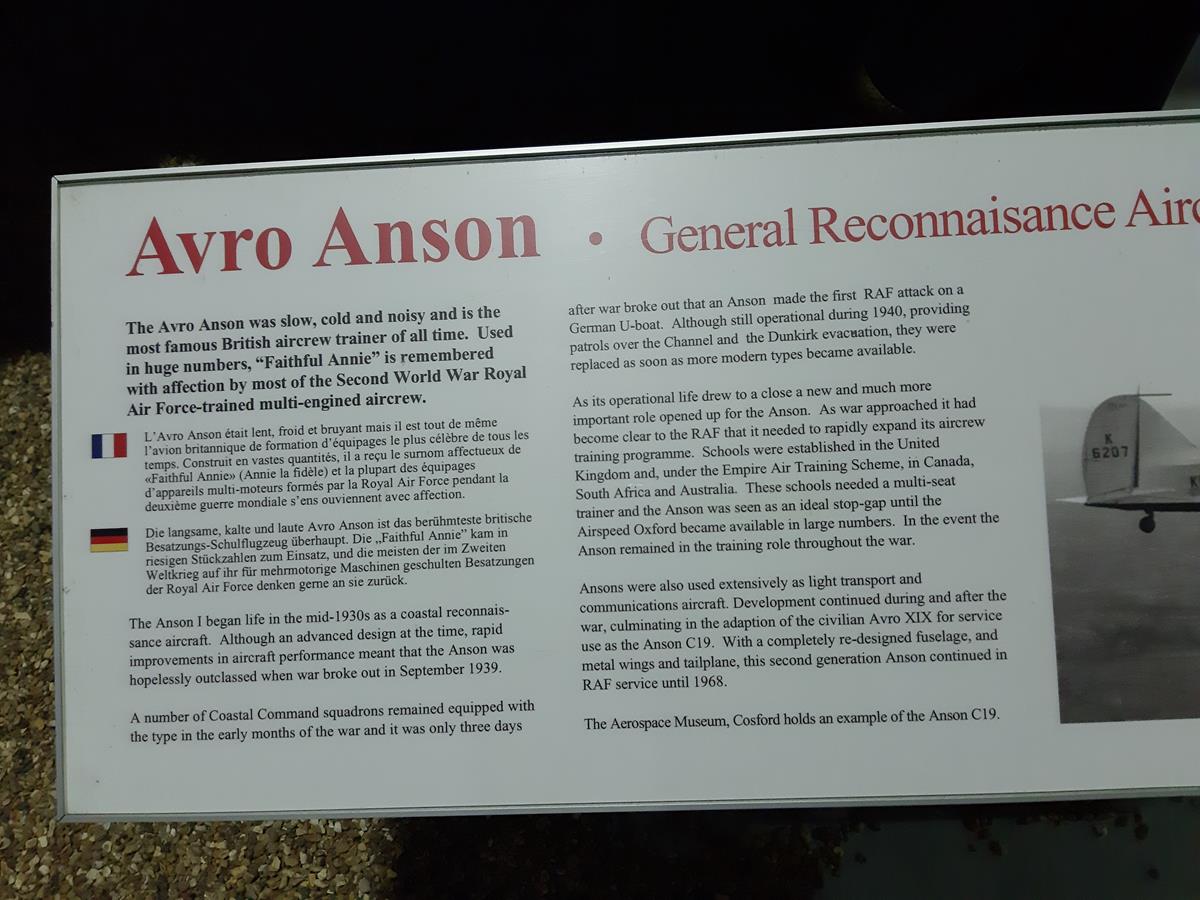 Avro Anson • General Reconnaisance
The Avro Anson was slow, cold and noisy and is the
most famous British aircrew trainer of all time. Used
in huge numbers, “Faithful Annie” is remembered
with affection by most of the Second World War Royal
Air Force-trained multi-engined aircrew.
L’Avro Anson était lent, froid et bruyant mais il est tout de même
l’avion britannique de formation d’équipages le plus célèbre de tous les
temps. Construit en vastes quantités, il a reçu le surnom affectueux de
«Faithful Annie» (Annie la fidèle) et la plupart des équipages
d’appareils multi-moteurs formés par la Royal Air Force pendant la
deuxième guerre mondiale s’ens ouviennent avec affection.
Die langsame, kalte und laute Avro Anson ist das berühmteste britische
Besatzungs-Schulflugzeug überhaupt. Die „Faithful Annie” kam in
riesigen Stückzahlen zum Einsatz, und die meisten der im Zweiten
Weltkrieg auf ihr für mehrmotorige Maschinen geschulten Besatzungen
der Royal Air Force denken gerne an sie zurück.
The Anson I began life in the mid-1930s as a coastal reconnais-
sance aircraft. Although an advanced design at the time, rapid
improvements in aircraft performance meant that the Anson was
hopelessly outclassed when war broke out in September 1939.
A number of Coastal Command squadrons remained equipped with
the type in the early months of the war and it was only three days
after war broke out that an Anson made the first RAF attack on a
German U-boat. Although still operational during 1940, providing
patrols over the Channel and the Dunkirk evacuation, they were
replaced as soon as more modern types became available.
As its operational life drew to a close a new and much more
important role opened up for the Anson. As war approached it had
become clear to the RAF that it needed to rapidly expand its aircrew
training programme. Schools were established in the United
Kingdom and, under the Empire Air Training Scheme, in Canada,
South Africa and Australia. These schools needed a multi-seat
trainer and the Anson was seen as an ideal stop-gap until the
Airspeed Oxford became available in large numbers. In the event the
Anson remained in the training role throughout the war.
Ansons were also used extensively as light transport and
communications aircraft. Development continued during and after the
war, culminating in the adaption of the civilian Avro XIX for service
use as the Anson C19. With a completely re-designed fuselage, and
metal wings and tailplane, this second generation Anson continued in
RAF service until 1968.
The Aerospace Museum, Cosford holds an example of the Anson C19.
K
6207
K